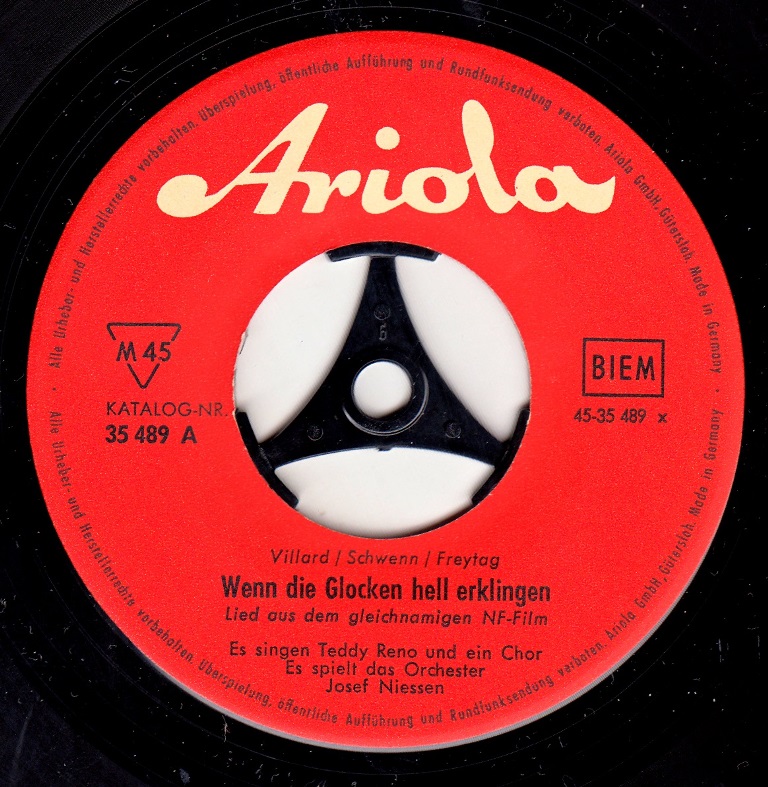 Alle Urheber- und Herstellerrechte vorbehalten. Überspielung, öffentliche Aufführung und Rundfunksendung verboten. Ariola GmbH, Gütersloh. Made in Germany
Ariola
M 45
BIEM
KATALOG-NR.
35 489 A
45-35 489 x
Villard / Schwenn / Freytag
Wenn die Glocken hell erklingen
Lied aus dem gleichnamigen NF-Film
Es singen Teddy Reno und ein Chor
Es spielt das Orchester
Josef Niessen
Alle Urheber- und Herstellerrechte vorbehalten. Überspielung, öffentliche Aufführung und Rundfunksendung verboten. Ariola GmbH, Gütersloh. Made in Germany